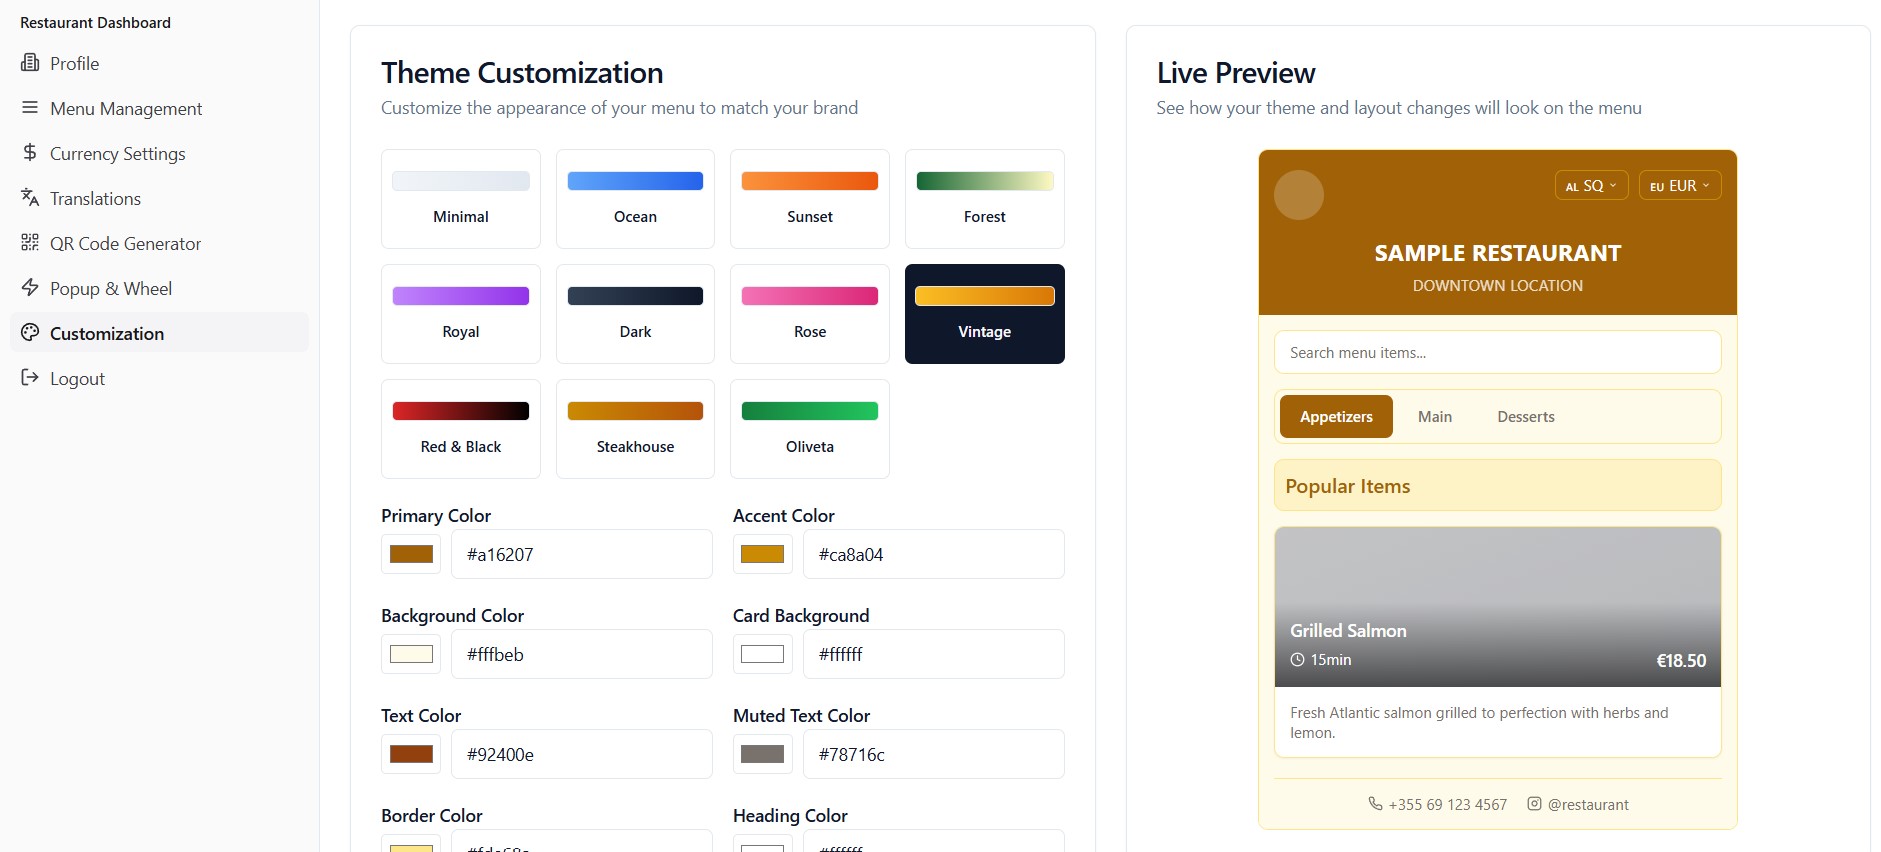 Restaurant Dashboard
Profile
Menu Management
Currency Settings
Translations
QR Code Generator
Popup & Wheel
Customization
Logout
Theme Customization
Customize the appearance of your menu to match your brand
Minimal
Ocean
Sunset
Forest
Royal
Dark
Rose
Vintage
Red & Black
Steakhouse
Oliveta
Primary Color
Accent Color
#a16207
#ca8a04
Background Color
Card Background
#fffbeb
#ffffff
Text Color
Muted Text Color
#92400e
#78716c
Border Color
Heading Color
#ffffff
Live Preview
See how your theme and layout changes will look on the menu
AL SQ
EU EUR
SAMPLE RESTAURANT
DOWNTOWN LOCATION
Search menu items...
Appetizers
Main
Desserts
Popular Items
Grilled Salmon
15min
€18.50
Fresh Atlantic salmon grilled to perfection with herbs and
lemon.
+355 69 123 4567
@restaurant